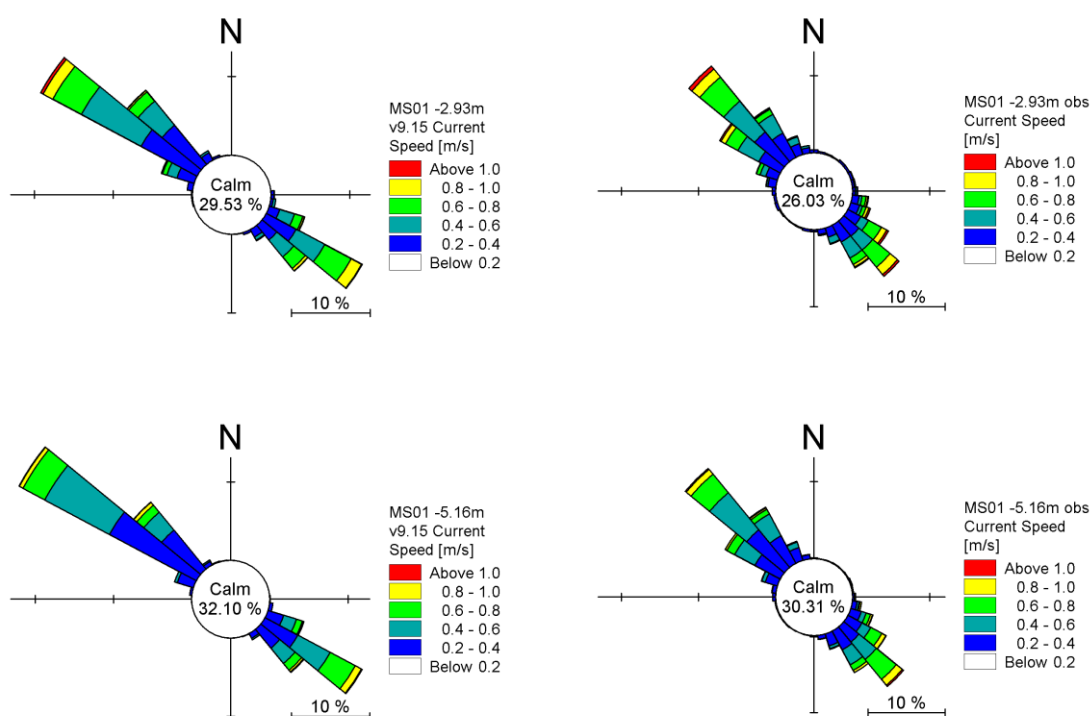 N
MS01 -2.93m
v9.15 Current
Speed [m/s]
Above 1.0
0.8 - 1.0
0.6 - 0.8
0.4 - 0.6
0.2 - 0.4
Below 0.2
Calm
29.53 %
10 %
N
MS01 -2.93m obs
Current Speed
[m/s]
Above 1.0
0.8 - 1.0
0.6 - 0.8
0.4 - 0.6
0.2 - 0.4
Below 0.2
Calm
26.03 %
10 %
N
MS01 -5.16m
v9.15 Current
Speed [m/s]
Above 1.0
0.8 - 1.0
0.6 - 0.8
0.4 - 0.6
0.2 - 0.4
Below 0.2
Calm
32.10 %
10 %
N
MS01 -5.16m obs
Current Speed
[m/s]
Above 1.0
0.8 - 1.0
0.6 - 0.8
0.4 - 0.6
0.2 - 0.4
Below 0.2
Calm
30.31 %
10 %